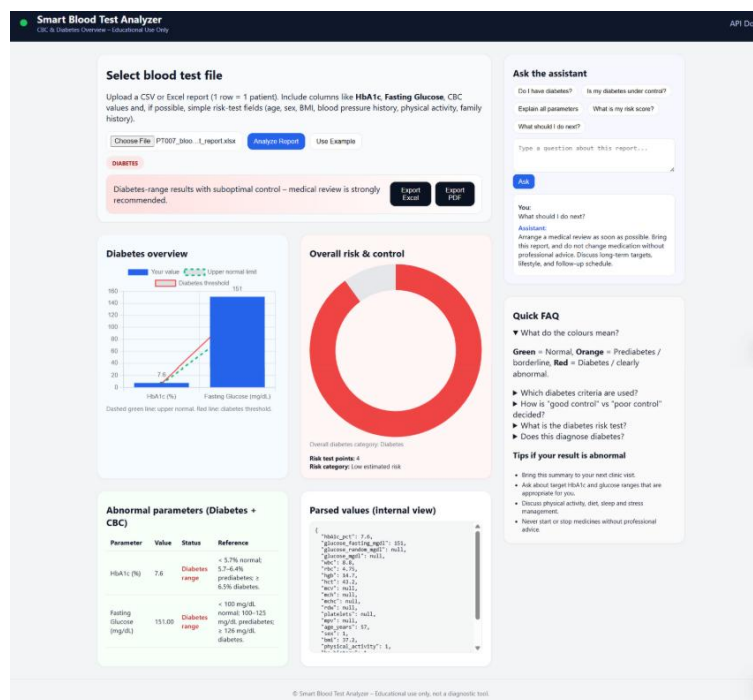 Smart Blood Test Analyzer
CBC & Diabetes Overview – Educational Use Only
API Do
Select blood test file
Upload a CSV or Excel report (1 row = 1 patient). Include columns like HbA1c, Fasting Glucose, CBC
values and, if possible, simple risk-test fields (age, sex, BMI, blood pressure history, physical activity, family
history).
Choose File PT007_bloo...t_report.xlsx
Analyze Report
Use Example
DIABETES
Diabetes-range results with suboptimal control – medical review is strongly
recommended.
Export
Excel
Export
PDF
Diabetes overview
Your value
Upper normal limit
Diabetes threshold
160
140
120
100
80
60
40
20
0
7.6
151
HbA1c (%)
Fasting Glucose (mg/dL)
Dashed green line: upper normal. Red line: diabetes threshold.
Overall risk & control
Overall diabetes category: Diabetes
Risk test points: 4
Risk category: Low estimated risk
Abnormal parameters (Diabetes +
CBC)
Parameter Value Status Reference
HbA1c (%)
7.6
Diabetes
range
< 5.7% normal;
5.7–6.4%
prediabetes; ≥
6.5% diabetes.
Fasting
Glucose
(mg/dL)
151.00
Diabetes
range
< 100 mg/dL
normal; 100–125
mg/dL prediabetes;
≥ 126 mg/dL
diabetes.
Parsed values (internal view)
{
"hba1c_pct": 7.6,
"glucose_fasting_mgdl": 151,
"glucose_random_mgdl": null,
"glucose_mgdl": null,
"wbc": 8.8,
"rbc": 4.75,
"hgb": 14.7,
"hct": 43.2,
"mcv": null,
"mch": null,
"mchc": null,
"rdw": null,
"platelets": null,
"mpv": null,
"age_years": 57,
"sex": 1,
"bmi": 37.2,
"physical_activity": 1,
Ask the assistant
Do I have diabetes?
Is my diabetes under control?
Explain all parameters
What is my risk score?
What should I do next?
Type a question about this report...
Ask
You:
What should I do next?
Assistant:
Arrange a medical review as soon as possible. Bring
this report, and do not change medication without
professional advice. Discuss long-term targets,
lifestyle, and follow-up schedule.
Quick FAQ
▼ What do the colours mean?
Green = Normal, Orange = Prediabetes /
borderline, Red = Diabetes / clearly
abnormal.
▶ Which diabetes criteria are used?
▶ How is "good control" vs "poor control"
decided?
▶ What is the diabetes risk test?
▶ Does this diagnose diabetes?
Tips if your result is abnormal
• Bring this summary to your next clinic visit.
• Ask about target HbA1c and glucose ranges that are
appropriate for you.
• Discuss physical activity, diet, sleep and stress
management.
• Never start or stop medicines without professional
advice.
© Smart Blood Test Analyzer – Educational use only, not a diagnostic tool.